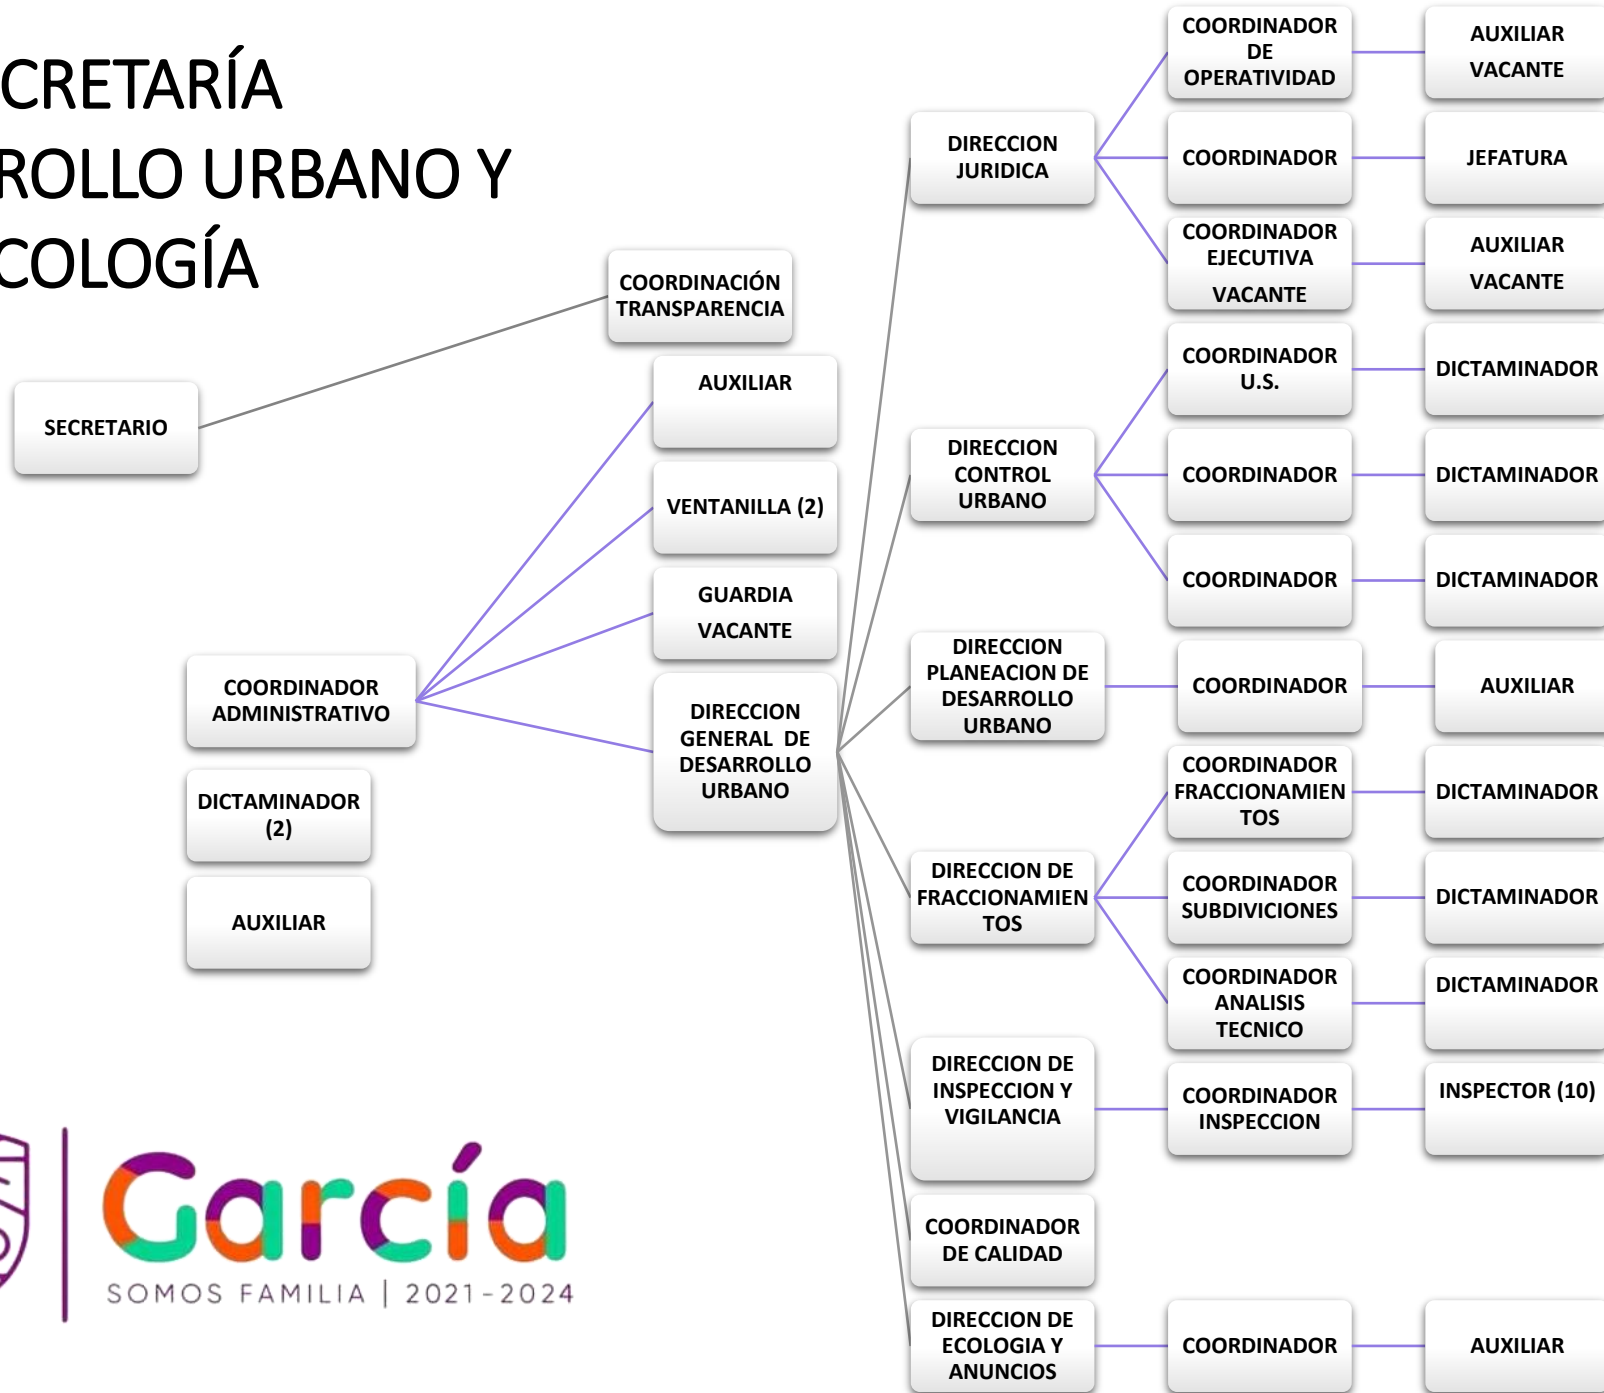 CRETARÍA
ROLLO URBANO Y
COLOGÍA
SECRETARIO
COORDINACIÓN
TRANSPARENCIA
COORDINADOR
ADMINISTRATIVO
DICTAMINADOR
(2)
AUXILIAR
AUXILIAR
VENTANILLA (2)
GUARDIA
VACANTE
DIRECCION
GENERAL DE
DESARROLLO
URBANO
DIRECCION
JURIDICA
COORDINADOR
DE
OPERATIVIDAD
AUXILIAR
VACANTE
COORDINADOR
JEFATURA
COORDINADOR
EJECUTIVA
VACANTE
AUXILIAR
VACANTE
DIRECCION
CONTROL
URBANO
COORDINADOR
U.S.
DICTAMINADOR
COORDINADOR
DICTAMINADOR
COORDINADOR
DICTAMINADOR
DIRECCION
PLANEACION DE
DESARROLLO
URBANO
COORDINADOR
AUXILIAR
DIRECCION DE
FRACCIONAMIEN
TOS
COORDINADOR
FRACCIONAMIEN
TOS
DICTAMINADOR
COORDINADOR
SUBDIVICIONES
DICTAMINADOR
COORDINADOR
ANALISIS
TECNICO
DICTAMINADOR
DIRECCION DE
INSPECCION Y
VIGILANCIA
COORDINADOR
INSPECCION
INSPECTOR (10)
COORDINADOR
DE CALIDAD
DIRECCION DE
ECOLOGIA Y
ANUNCIOS
COORDINADOR
AUXILIAR
García
SOMOS FAMILIA | 2021-2024